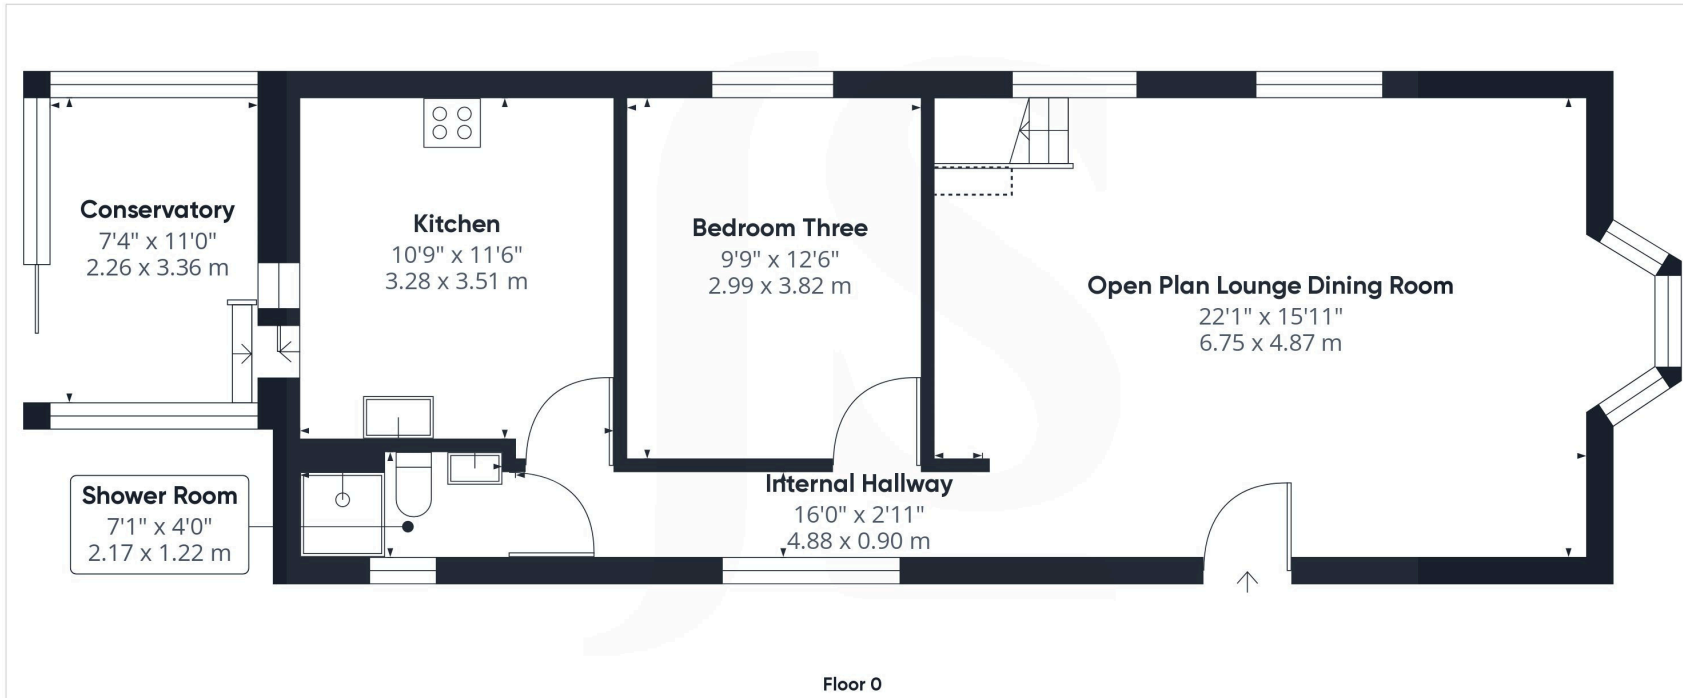 Conservatory
7'4" x 11'0"
2.26 x 3.36 m
Kitchen
10'9" x 11'6"
3.28 x 3.51 m
Bedroom Three
9'9" x 12'6"
2.99 x 3.82 m
Open Plan Lounge Dining Room
22'1" x 15'11"
6.75 x 4.87 m
Shower Room
7'1" x 4'0"
2.17 x 1.22 m
Internal Hallway
16'0" x 2'11"
4.88 x 0.90 m
JS
Floor 0